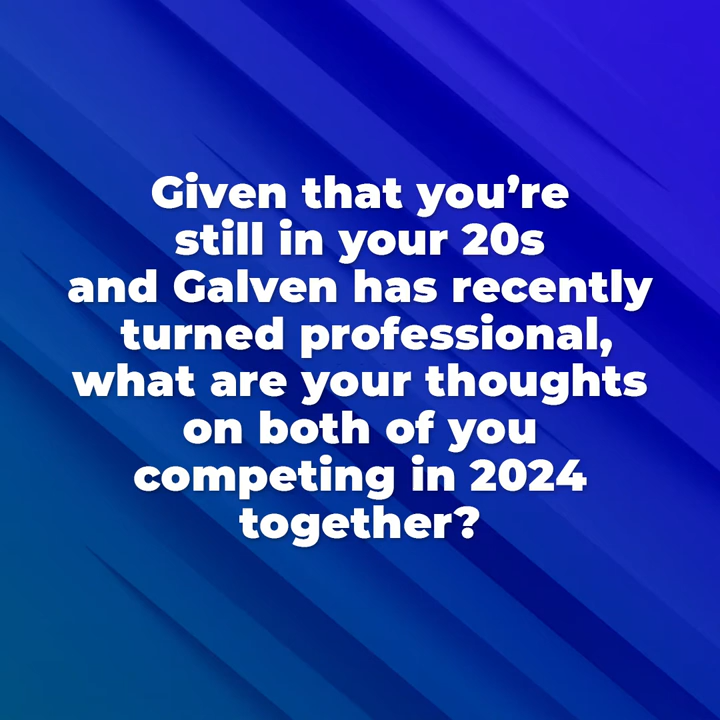 Given that you’re
still in your 20s
and Galven has recently
turned professional,
what are your thoughts
on both of you
competing in 2024
together?